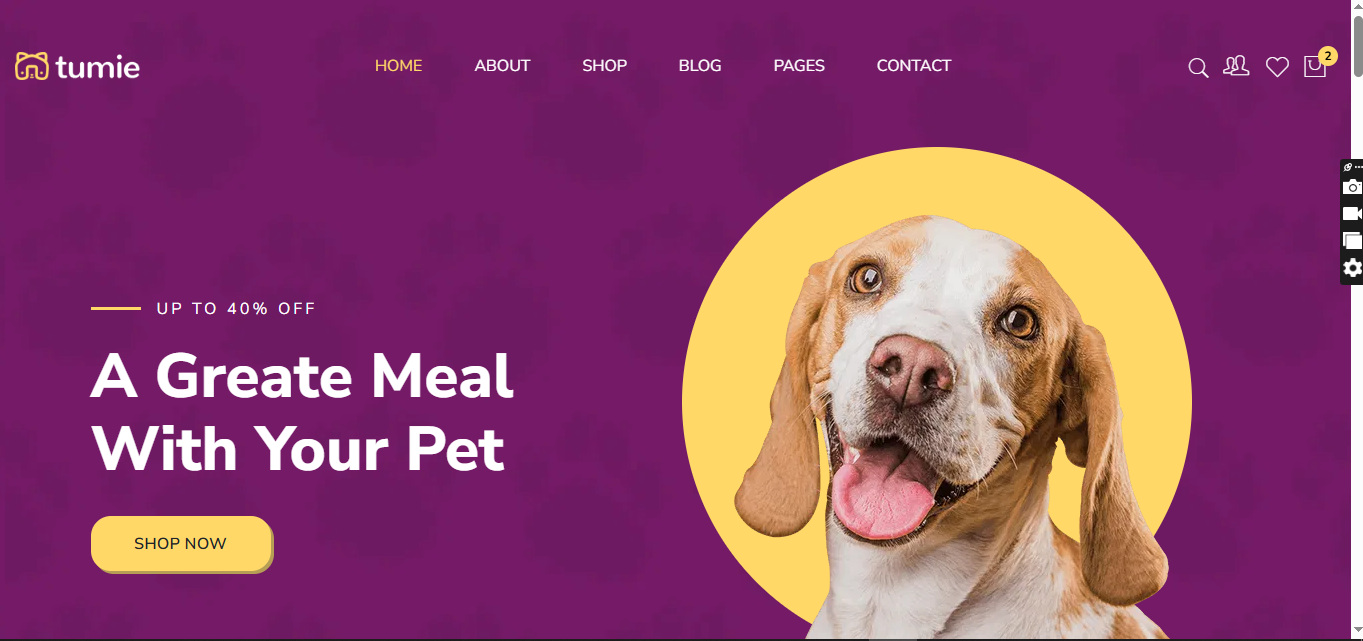 tumie
HOME ABOUT SHOP BLOG PAGES CONTACT
2
UP TO 40% OFF
A Greate Meal
With Your Pet
SHOP NOW